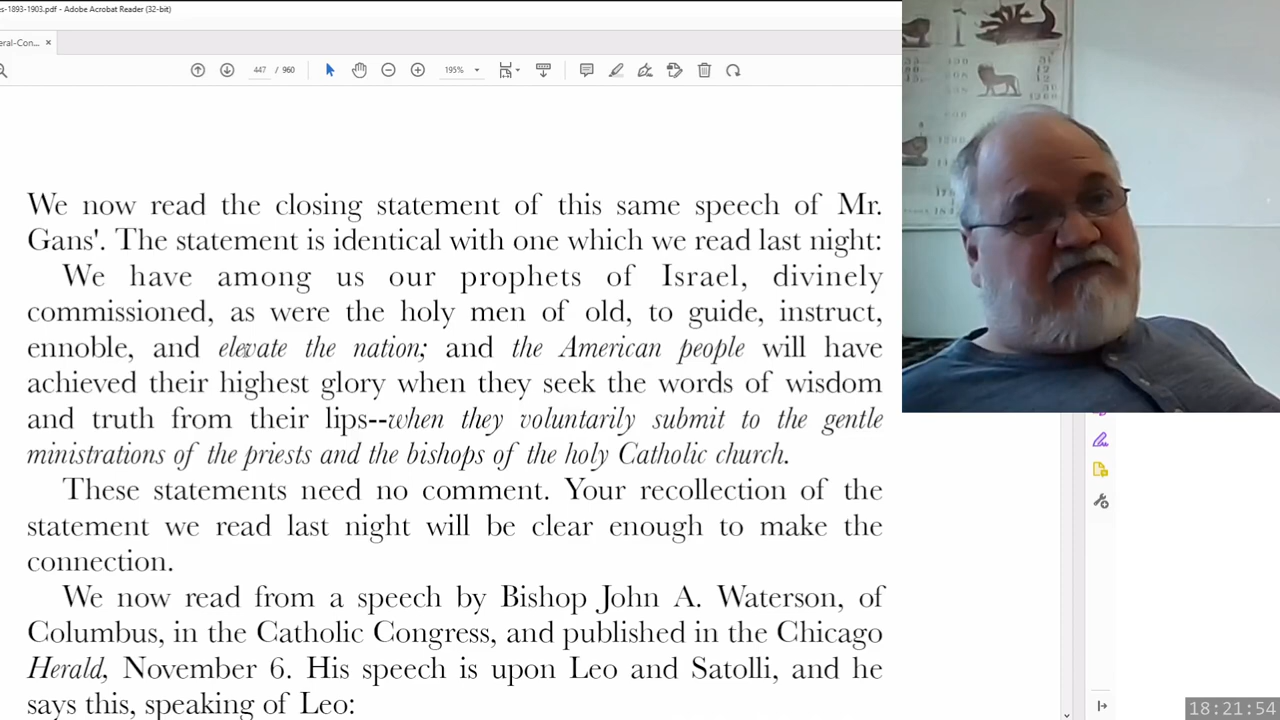 es-1893-1903.pdf - Adobe Acrobat Reader (32-bit)
eral-Con... ×
447 / 960 195%
We now read the closing statement of this same speech of Mr.
Gans'. The statement is identical with one which we read last night:
We have among us our prophets of Israel, divinely
commissioned, as were the holy men of old, to guide, instruct,
ennoble, and elevate the nation; and the American people will have
achieved their highest glory when they seek the words of wisdom
and truth from their lips--when they voluntarily submit to the gentle
ministrations of the priests and the bishops of the holy Catholic church.
These statements need no comment. Your recollection of the
statement we read last night will be clear enough to make the
connection.
We now read from a speech by Bishop John A. Waterson, of
Columbus, in the Catholic Congress, and published in the Chicago
Herald, November 6. His speech is upon Leo and Satolli, and he
says this, speaking of Leo:
18:21:54